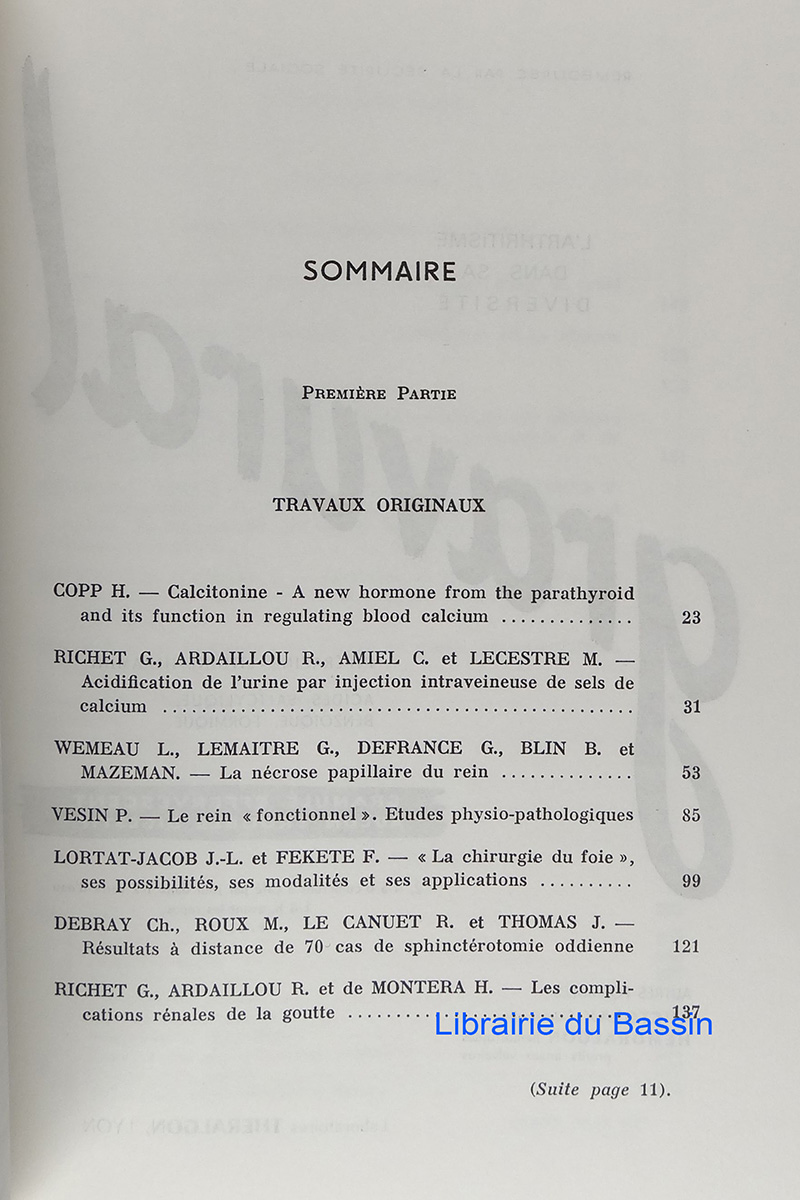 SOMMAIRE
PREMIÈRE PARTIE
TRAVAUX ORIGINAUX
COPP H. — Calcitonine - A new hormone from the parathyroid
and its function in regulating blood calcium .............. 23
RICHET G., ARDAILLOU R., AMIEL C. et LECESTRE M. —
Acidification de l'urine par injection intraveineuse de sels de
calcium ................................................ 31
WEMEAU L., LEMAITRE G., DEFRANCE G., BLIN B. et
MAZEMAN. — La nécrose papillaire du rein .............. 53
VESIN P. — Le rein « fonctionnel ». Etudes physio-pathologiques 85
LORTAT-JACOB J.-L. et FEKETE F. — « La chirurgie du foie »,
ses possibilités, ses modalités et ses applications .......... 99
DEBRAY Ch., ROUX M., LE CANUET R. et THOMAS J. —
Résultats à distance de 70 cas de sphinctérotomie oddienne 121
RICHET G., ARDAILLOU R. et de MONTERA H. — Les compli-
cations rénales de la goutte .............................. 137
Librairie du Bassin
(Suite page 11).